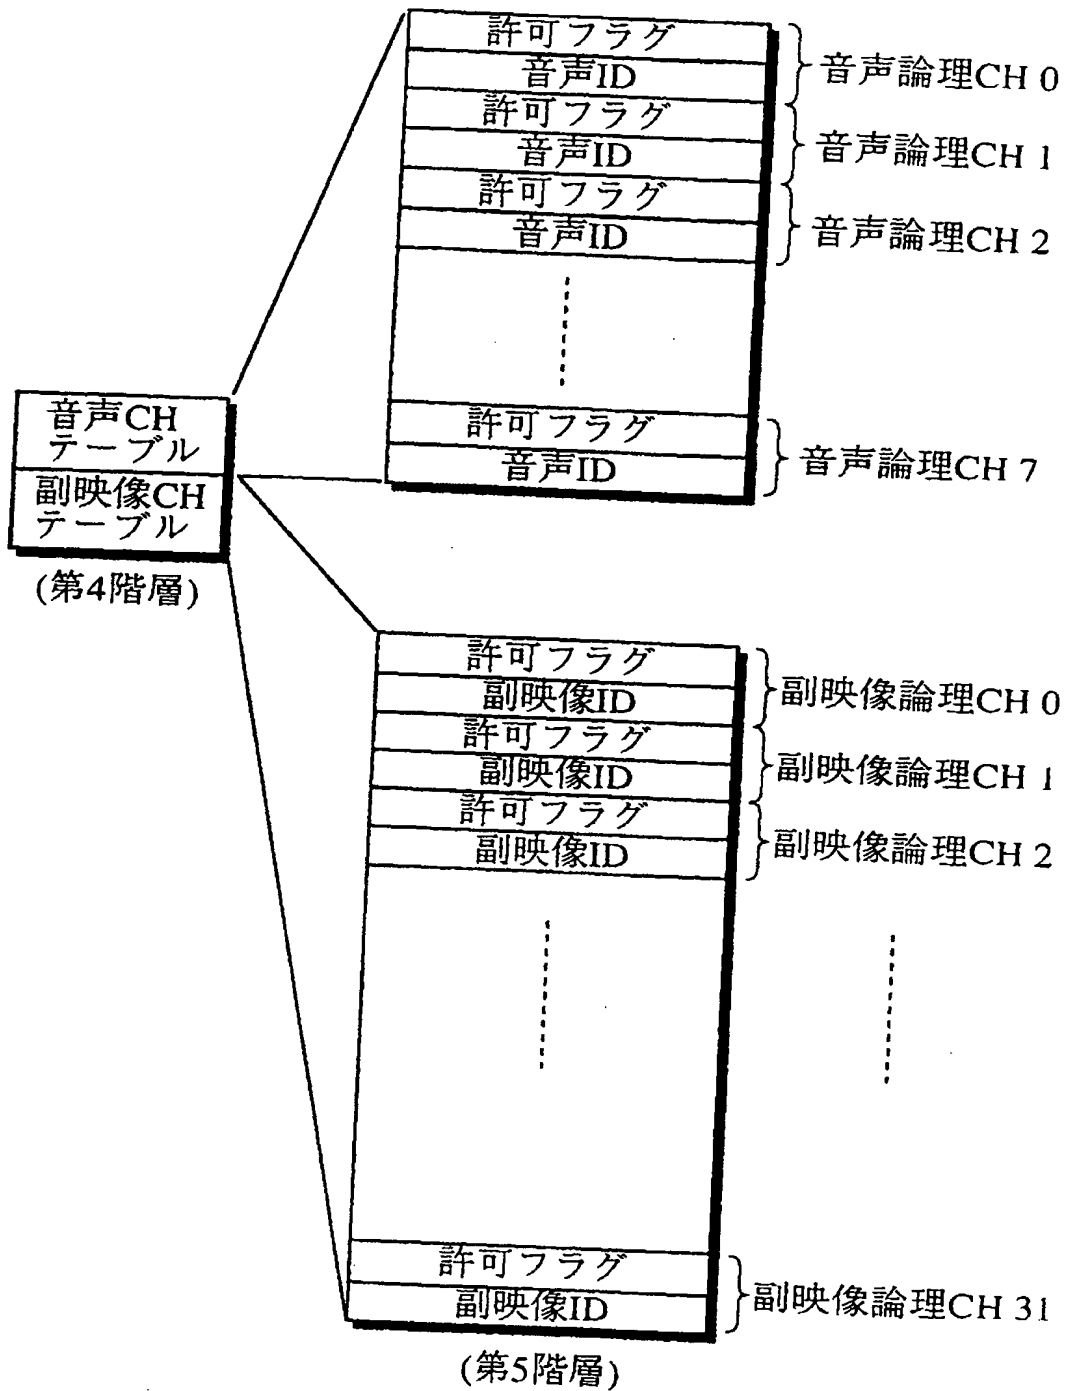 許可フラグ
音声ID
音声論理CH 0
許可フラグ
音声ID
音声論理CH 1
許可フラグ
音声ID
音声論理CH 2
許可フラグ
音声ID
音声論理CH 7
音声CH
テーブル
副映像CH
テーブル
(第4階層)
許可フラグ
副映像ID
副映像論理CH 0
許可フラグ
副映像ID
副映像論理CH 1
許可フラグ
副映像ID
副映像論理CH 2
許可フラグ
副映像ID
副映像論理CH 31
(第5階層)